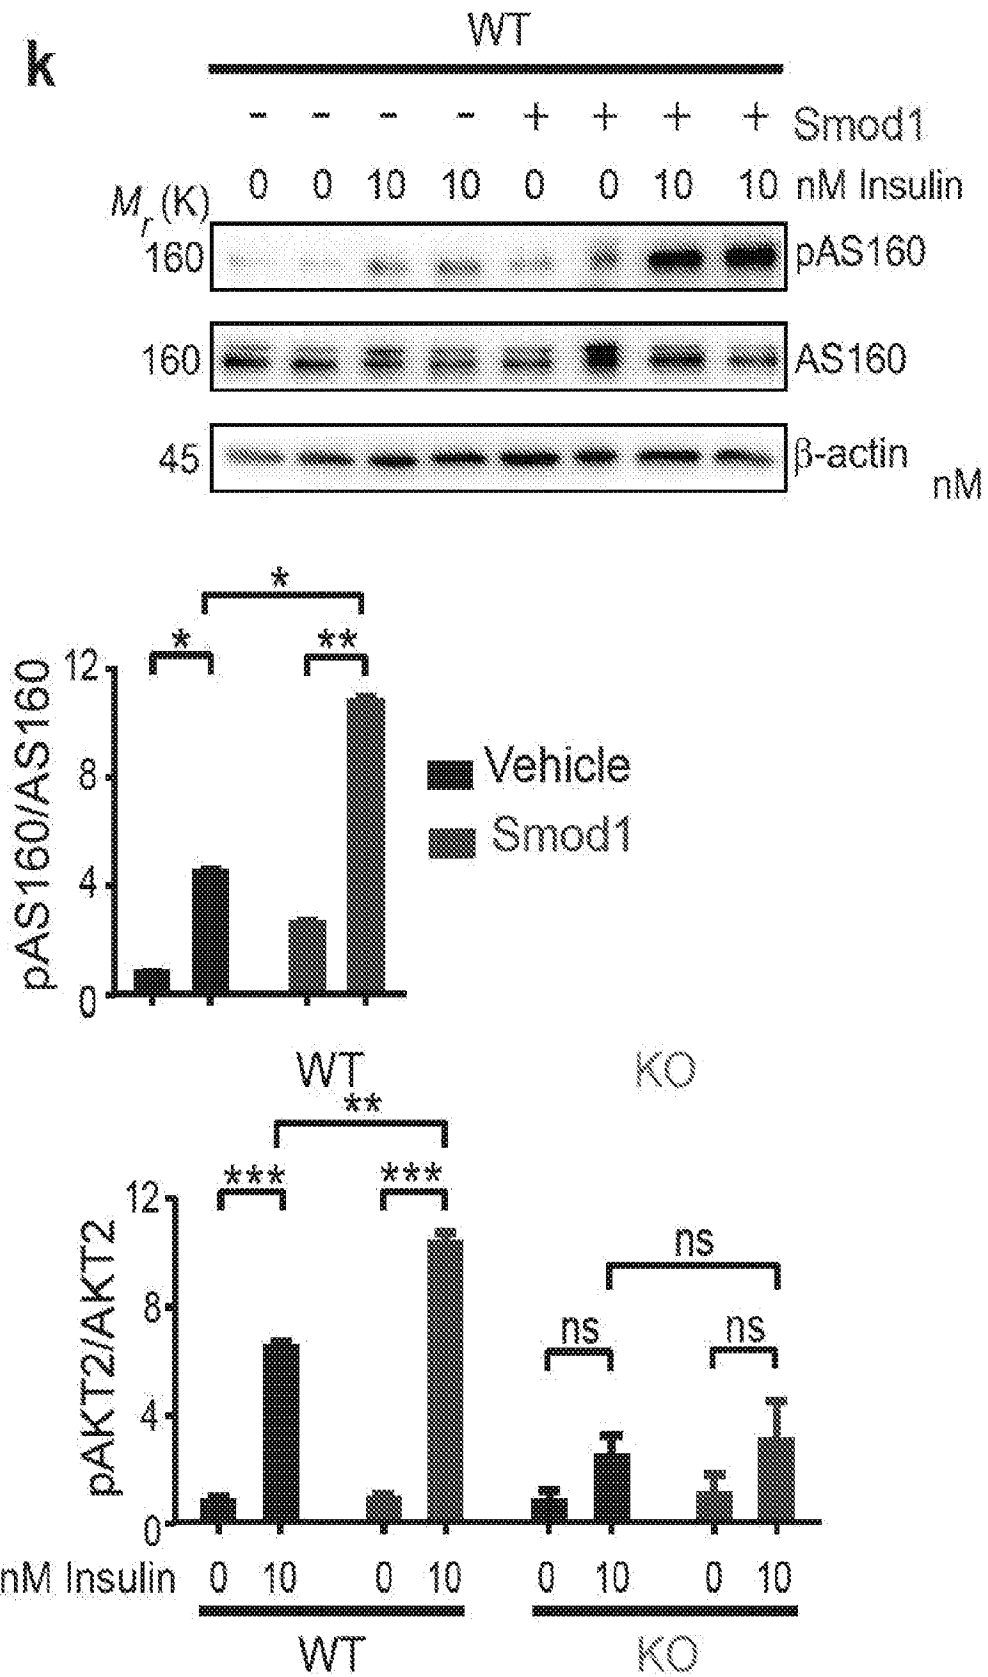 k
WT
- - - - + + + + Smod1
0 0 10 10 0 0 10 10 nM Insulin
Mr (K)
160 pAS160
160 AS160
45 β-actin
nM
*
* **
12
8
4
0
pAS160/AS160
Vehicle
Smod1
WT KO
**
*** ***
ns
ns ns
12
8
4
0
pAKT2/AKT2
nM Insulin 0 10 0 10 0 10 0 10
WT KO